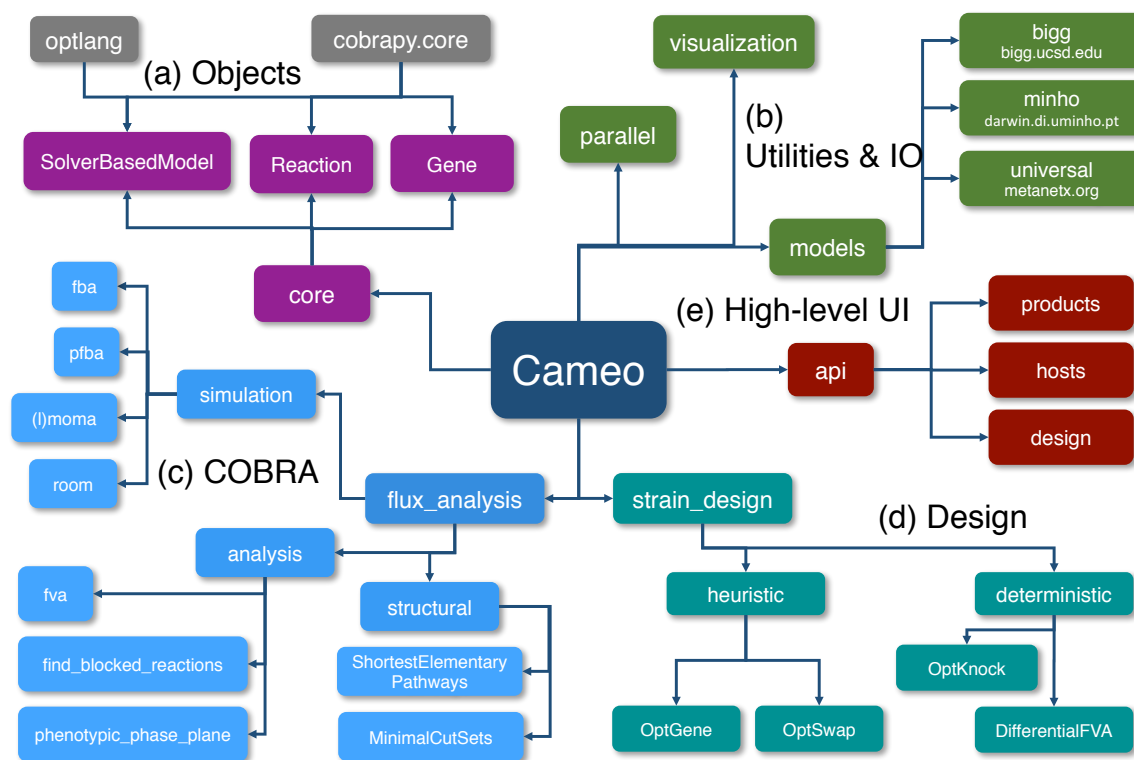 optlang
cobrapy.core
(a) Objects
SolverBasedModel
Reaction
Gene
core
visualization
parallel
(b)
Utilities & IO
models
bigg
bigg.ucsd.edu
minho
darwin.di.uminho.pt
universal
metanetx.org
Cameo
(e) High-level UI
api
products
hosts
design
fba
pfba
(l)moma
room
simulation
(c) COBRA
flux_analysis
analysis
fva
find_blocked_reactions
phenotypic_phase_plane
structural
ShortestElementary
Pathways
MinimalCutSets
strain_design
(d) Design
heuristic
deterministic
OptGene
OptSwap
OptKnock
DifferentialFVA